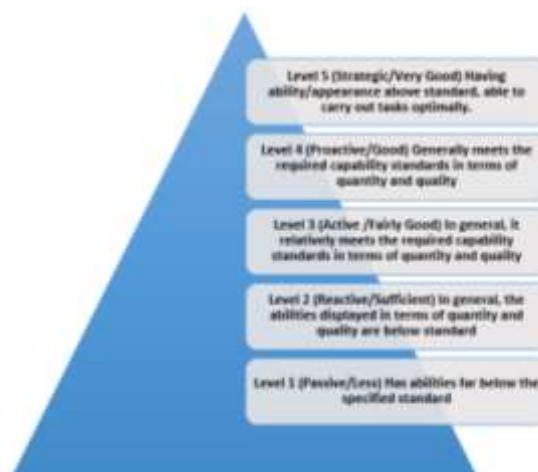 Level 5 (Strategic/Very Good) Having
ability/appearance above standard, able to
carry out tasks optimally.
Level 4 (Proactive/Good) Generally meets the
required capability standards in terms of
quantity and quality
Level 3 (Active /Fairly Good) In general, it
relatively meets the required capability
standards in terms of quantity and quality
Level 2 (Reactive/Sufficient) In general, the
abilities displayed in terms of quantity and
quality are below standard
Level 1 (Passive/Less) Has abilities far below the
specified standard